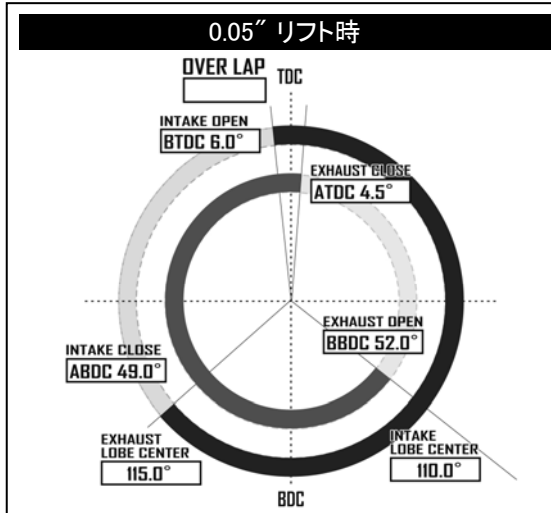 0.05″ リフト時
OVER LAP
TDC
INTAKE OPEN
BTDC 6.0°
EXHAUST CLOSE
ATDC 4.5°
EXHAUST OPEN
BBDC 52.0°
INTAKE CLOSE
ABDC 49.0°
EXHAUST
LOBE CENTER
115.0°
INTAKE
LOBE CENTER
110.0°
BDC